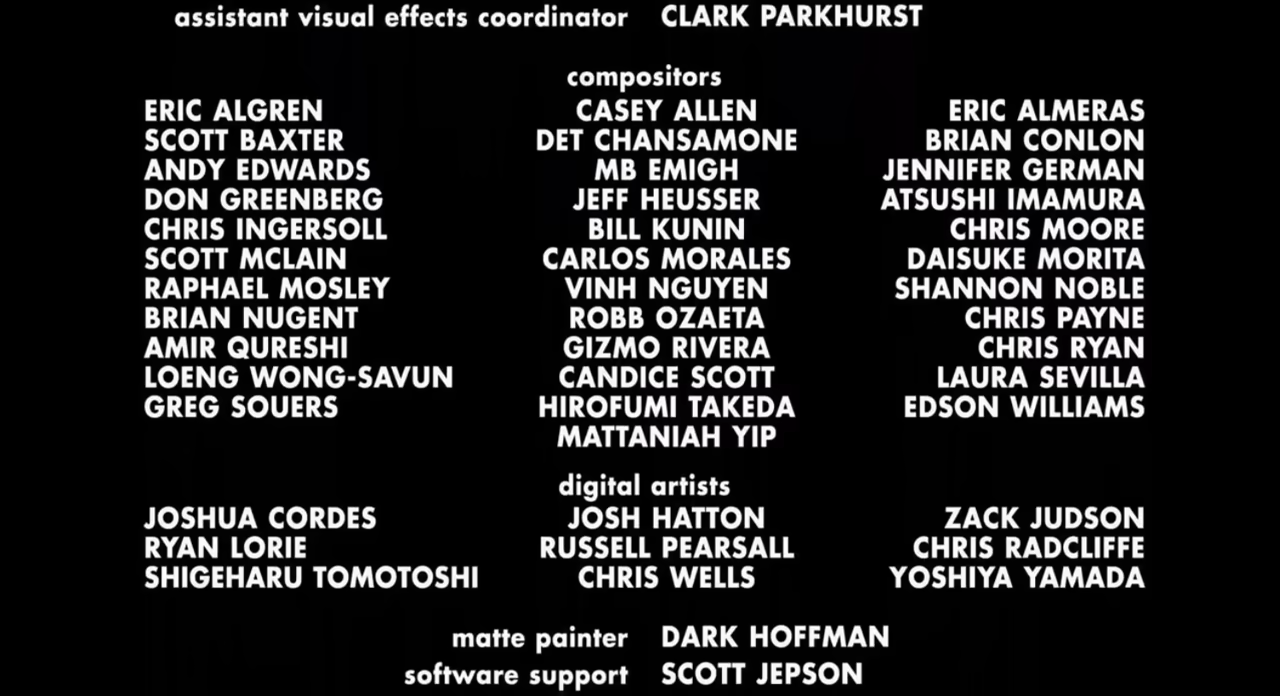 assistant visual effects coordinator CLARK PARKHURST
compositors
ERIC ALGREN CASEY ALLEN ERIC ALMERAS
SCOTT BAXTER DET CHANSAMONE BRIAN CONLON
ANDY EDWARDS MB EMIGH JENNIFER GERMAN
DON GREENBERG JEFF HEUSSER ATSUSHI IMAMURA
CHRIS INGERSOLL BILL KUNIN CHRIS MOORE
SCOTT MCLAIN CARLOS MORALES DAISUKE MORITA
RAPHAEL MOSLEY VINH NGUYEN SHANNON NOBLE
BRIAN NUGENT ROBB OZAETA CHRIS PAYNE
AMIR QURESHI GIZMO RIVERA CHRIS RYAN
LOENG WONG-SAVUN CANDICE SCOTT LAURA SEVILLA
GREG SOUERS HIROFUMI TAKEDA EDSON WILLIAMS
MATTANIAH YIP
digital artists
JOSHUA CORDES JOSH HATTON ZACK JUDSON
RYAN LORIE RUSSELL PEARSALL CHRIS RADCLIFFE
SHIGEHARU TOMOTOSHI CHRIS WELLS YOSHIYA YAMADA
matte painter DARK HOFFMAN
software support SCOTT JEPSON